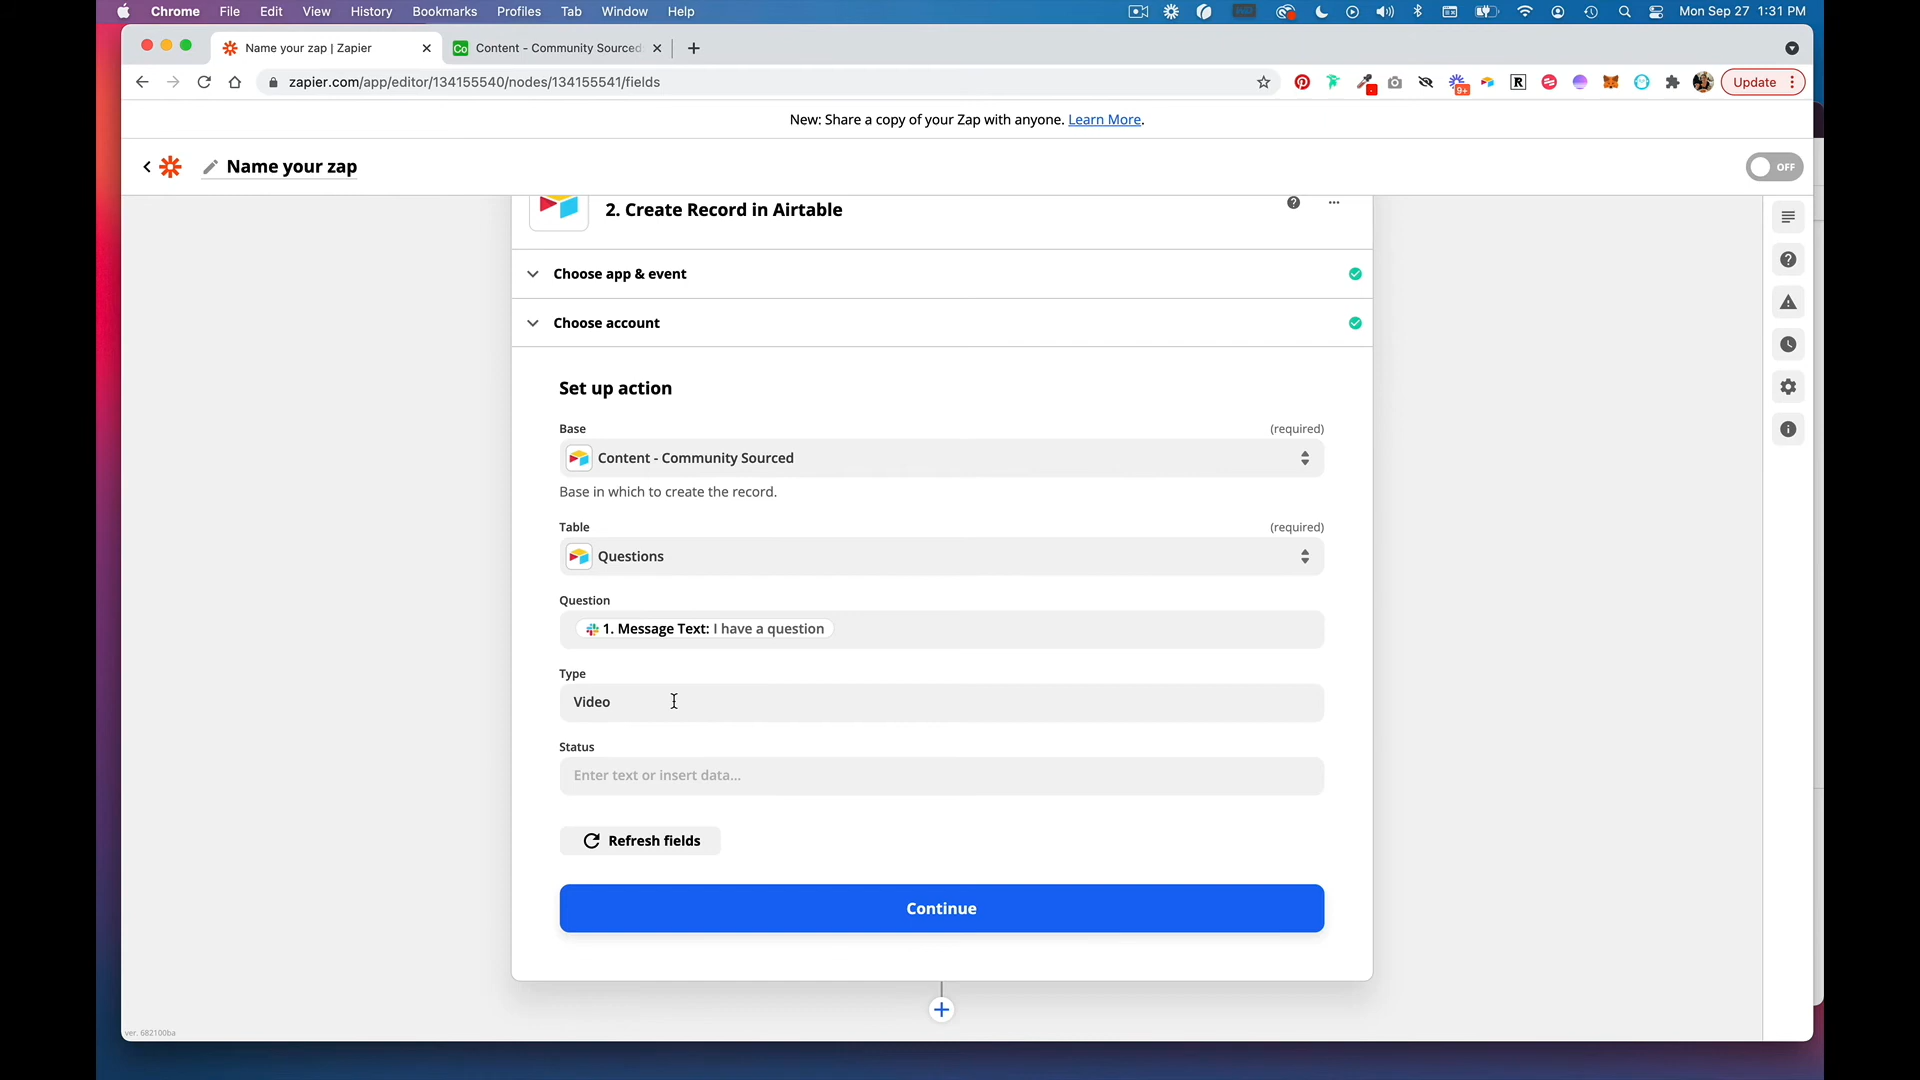 Chrome File Edit View History Bookmarks Profiles Tab Window Help Mon Sep 27 1:31 PM
Name your zap | Zapier
Co Content - Community Sourced
zapier.com/app/editor/134155540/nodes/134155541/fields
9+
R
Update
New: Share a copy of your Zap with anyone. Learn More.
Name your zap
OFF
2. Create Record in Airtable
Choose app & event
Choose account
Set up action
Base (required)
Content - Community Sourced
Base in which to create the record.
Table (required)
Questions
Question
1. Message Text: I have a question
Type
Video
Status
Enter text or insert data...
Refresh fields
Continue
ver. 682100ba